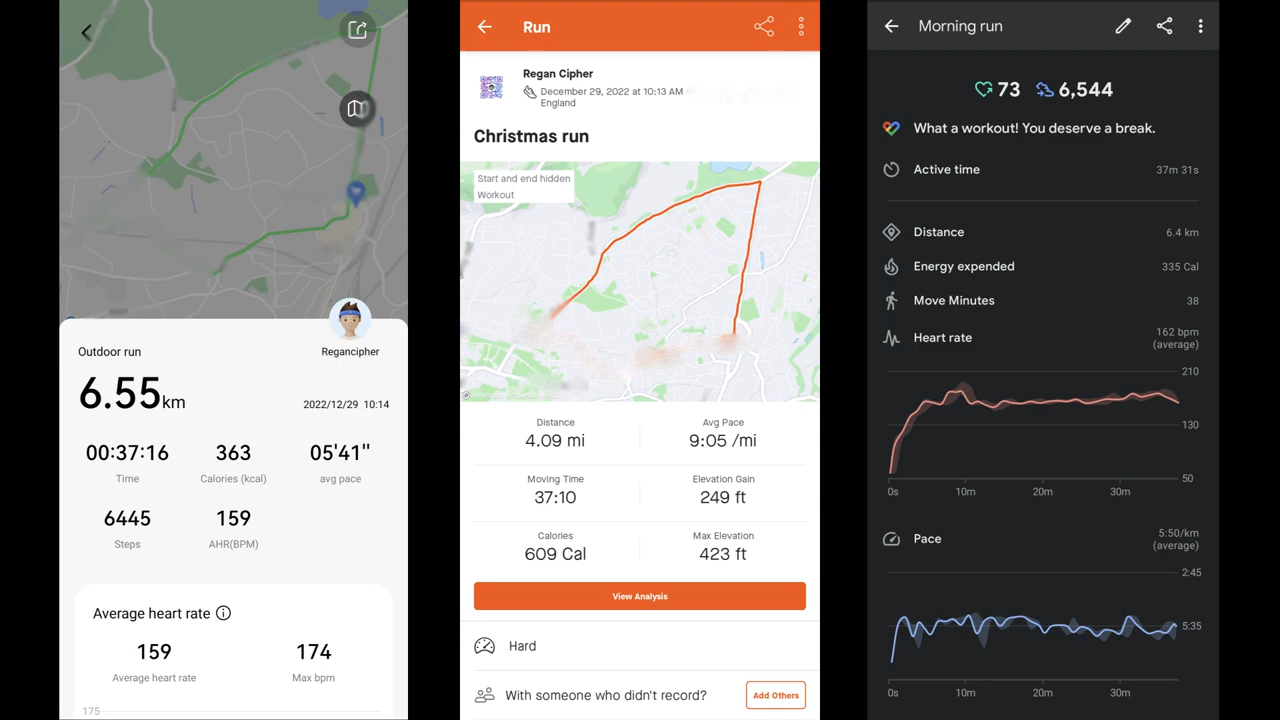 Outdoor run
Regancipher
6.55km
2022/12/29 10:14
00:37:16
363
05'41"
Time
Calories (kcal)
avg pace
6445
159
Steps
AHR(BPM)
Average heart rate
159
174
Average heart rate
Max bpm
175
Run
Regan Cipher
December 29, 2022 at 10:13 AM
England
Christmas run
Start and end hidden
Workout
Distance
Avg Pace
4.09 mi
9:05 /mi
Moving Time
Elevation Gain
37:10
249 ft
Calories
Max Elevation
609 Cal
423 ft
View Analysis
Hard
With someone who didn't record?
Add Others
Morning run
73 6,544
What a workout! You deserve a break.
Active time
37m 31s
Distance
6.4 km
Energy expended
335 Cal
Move Minutes
38
Heart rate
162 bpm
(average)
210
130
50
0s 10m 20m 30m
Pace
5:50/km
(average)
2:45
5:35
0s 10m 20m 30m